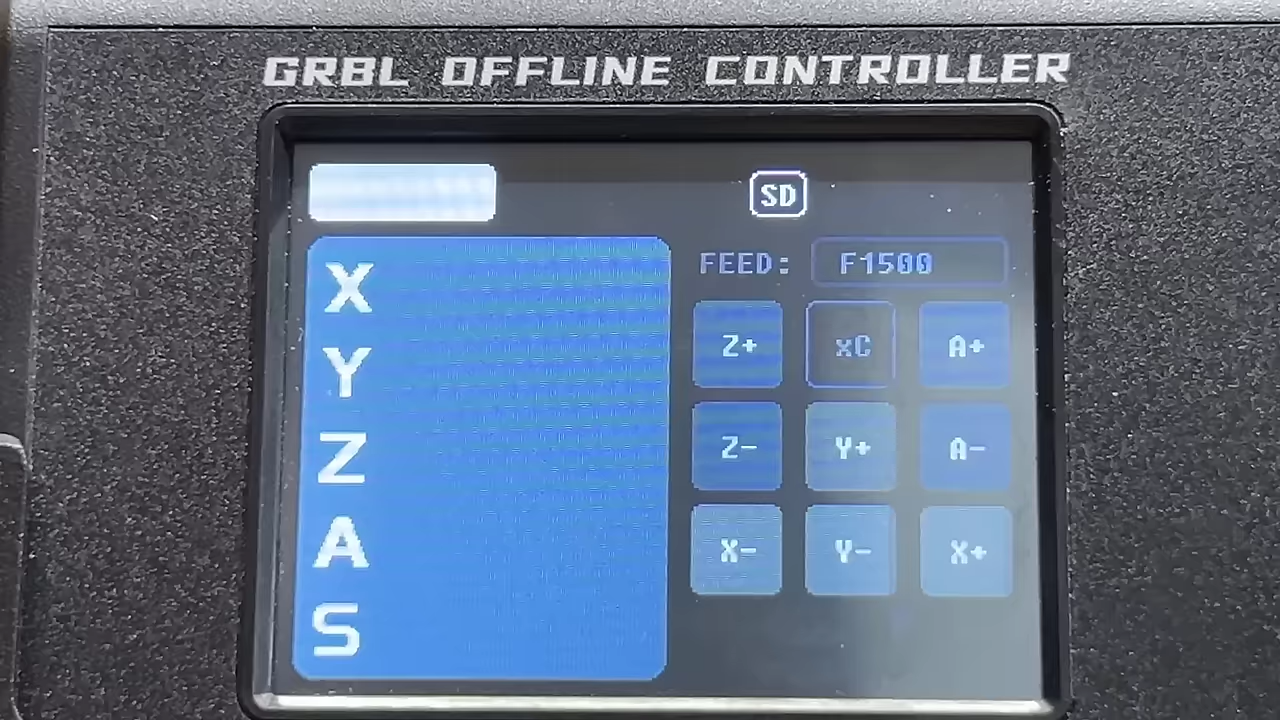 GRBL OFFLINE CONTROLLER
SD
X
Y
Z
A
S
FEED: F1500
Z+ xC A+
Z- Y+ A-
X- Y- X+